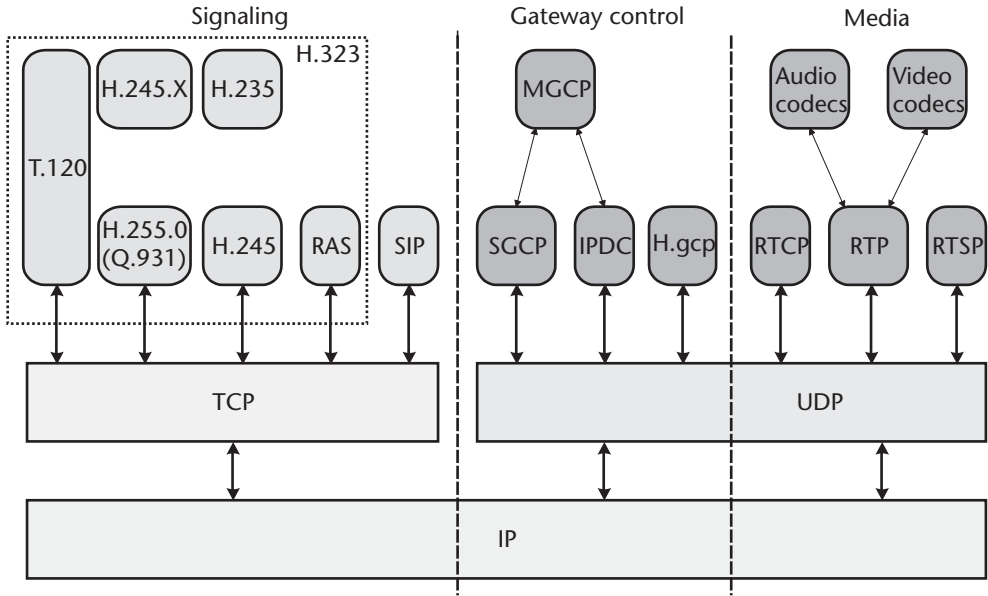 Signaling
Gateway control
Media
H.323
T.120
H.245.X
H.235
MGCP
Audio
codecs
Video
codecs
H.255.0
(Q.931)
H.245
RAS
SIP
SGCP
IPDC
H.gcp
RTCP
RTP
RTSP
TCP
UDP
IP